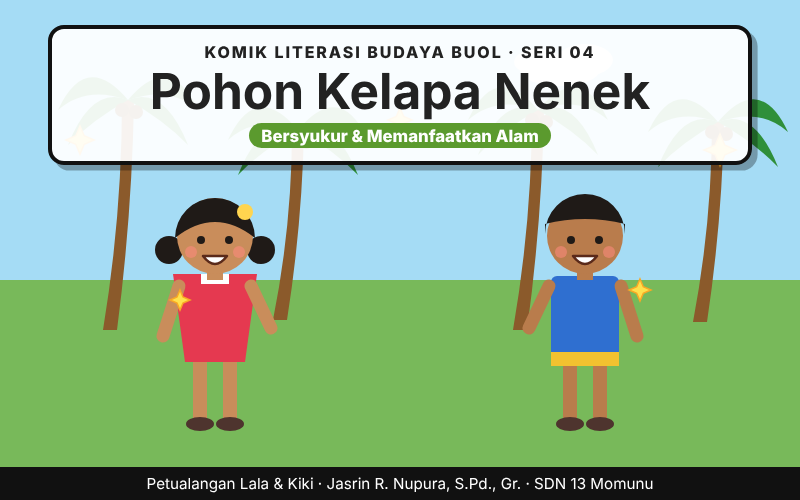 KOMIK LITERASI BUDAYA BUOL · SERI 04
Pohon Kelapa Nenek
Bersyukur & Memanfaatkan Alam
Petualangan Lala & Kiki · Jasrin R. Nupura, S.Pd., Gr. · SDN 13 Momunu